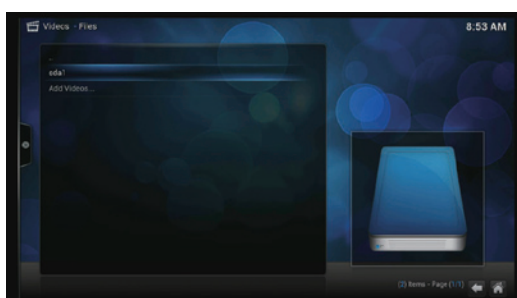 Videos - Files
8:53 AM
..
sda1
Add Videos...
(2) Items - Page (1/1)